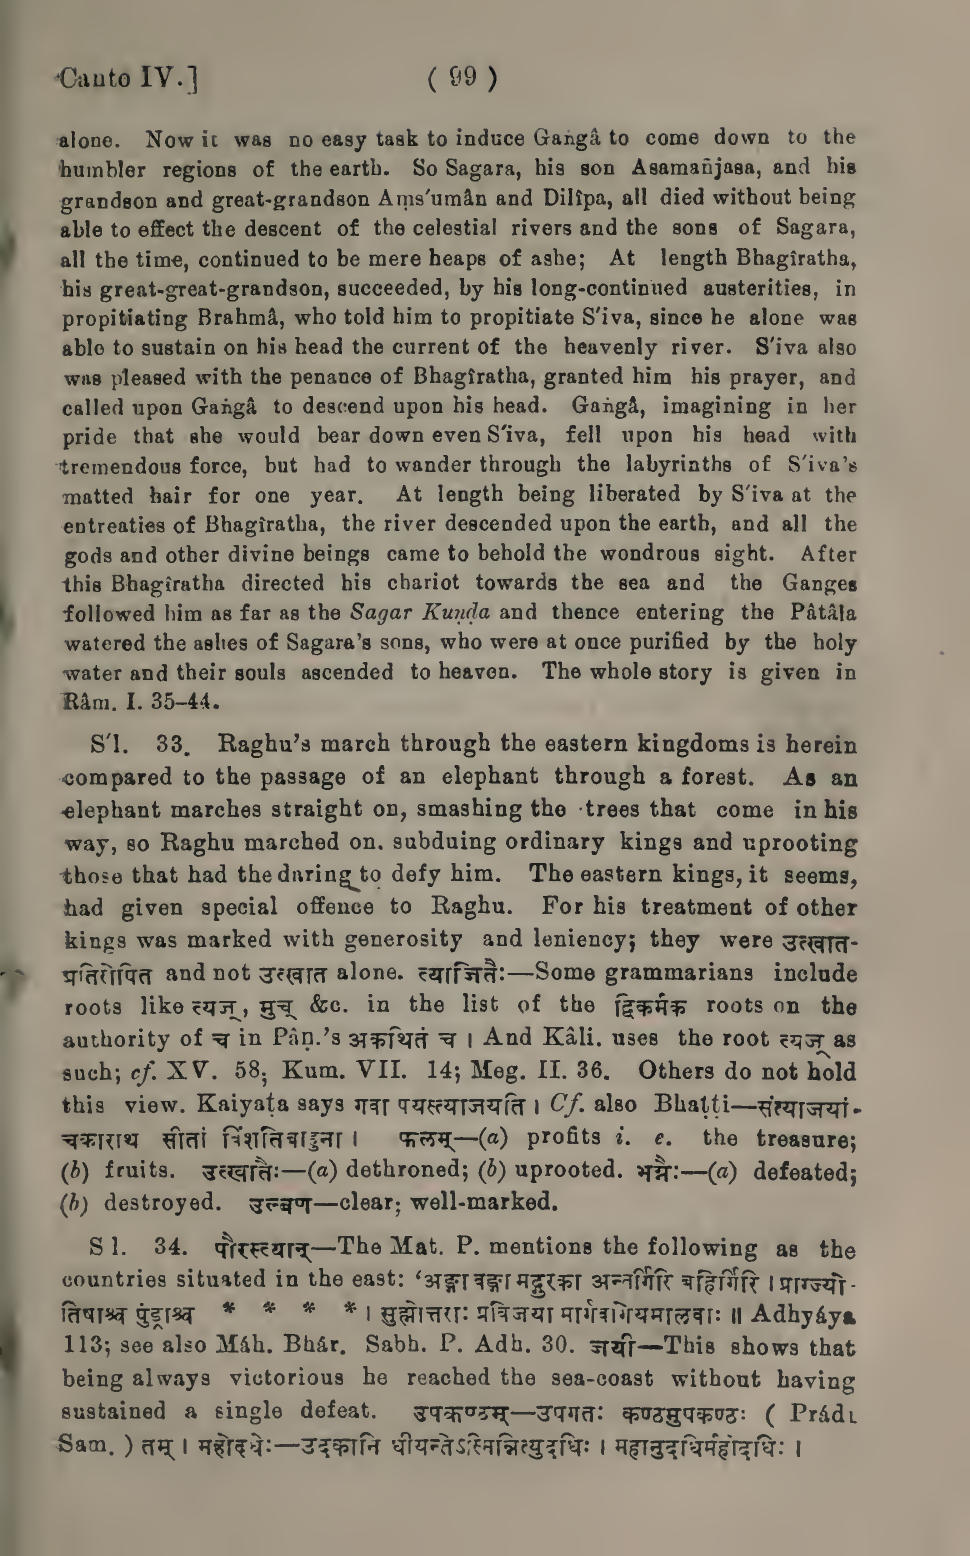 Canto IV.] ( 99 )
alone. Now it was no easy task to induce Gaṅgâ to come down to the
humbler regions of the earth. So Sagara, his son Asamañjasa, and his
grandson and great-grandson Aṃs′umân and Dilîpa, all died without being
able to effect the descent of the celestial rivers and the sons of Sagara,
all the time, continued to be mere heaps of ashe; At length Bhagîratha,
his great-great-grandson, succeeded, by his long-continued austerities, in
propitiating Brahmâ, who told him to propitiate S′iva, since he alone was
able to sustain on his head the current of the heavenly river. S′iva also
was pleased with the penance of Bhagîratha, granted him his prayer, and
called upon Gaṅgâ to descend upon his head. Gaṅgâ, imagining in her
pride that she would bear down even S′iva, fell upon his head with
tremendous force, but had to wander through the labyrinths of S′iva’s
matted hair for one year. At length being liberated by S′iva at the
entreaties of Bhagîratha, the river descended upon the earth, and all the
gods and other divine beings came to behold the wondrous sight. After
this Bhagîratha directed his chariot towards the sea and the Ganges
followed him as far as the Sagar Kuṇḍa and thence entering the Pâtâla
watered the ashes of Sagara’s sons, who were at once purified by the holy
water and their souls ascended to heaven. The whole story is given in
Râm. I. 35–44.
S′l. 33. Raghu’s march through the eastern kingdoms is herein
compared to the passage of an elephant through a forest. As an
elephant marches straight on, smashing the trees that come in his
way, so Raghu marched on. subduing ordinary kings and uprooting
those that had the daring to defy him. The eastern kings, it seems,
had given special offence to Raghu. For his treatment of other
kings was marked with generosity and leniency; they were उत्खात-
प्रतिरोपित and not उत्खात alone. त्याजितैः—Some grammarians include
roots like त्यज्, मुच् &c. in the list of the द्विकर्मक roots on the
authority of च in Pâṇ.’s अकथितं च । And Kâli. uses the root त्यज् as
such; cf. XV. 58; Kum. VII. 14; Meg. II. 36. Others do not hold
this view. Kaiyaṭa says गवा पयस्त्याजयति । Cf. also Bhaṭṭi—संत्याजयां-
चकाराथ सीतां विंशतिबाहुना । फलम्—(a) profits i. e. the treasure;
(b) fruits. उत्खातैः—(a) dethroned; (b) uprooted. भग्नैः—(a) defeated;
(b) destroyed. उल्बण—clear; well-marked.
S l. 34. पौरस्त्यान्—The Mat. P. mentions the following as the
countries situated in the east: ‘अङ्गा वङ्गा मद्गुरका अन्तर्गिरि बहिर्गिरि । प्राग्ज्यो-
तिषाश्व पुंड्राश्व * * * * । सुह्मोत्तराः प्रविजया मार्गवागेयमालवाः ॥ Adhyáya
113; see also Máh. Bhár. Sabh. P. Adh. 30. जयी—This shows that
being always victorious he reached the sea-coast without having
sustained a single defeat. उपकण्ठम्—उपगतः कण्ठमुपकण्ठः ( Prádi
Sam. ) तम् । महोदधेः—उदकानि धीयन्तेऽस्मिन्नित्युदधिः । महानुदधिर्महोदधिः ।